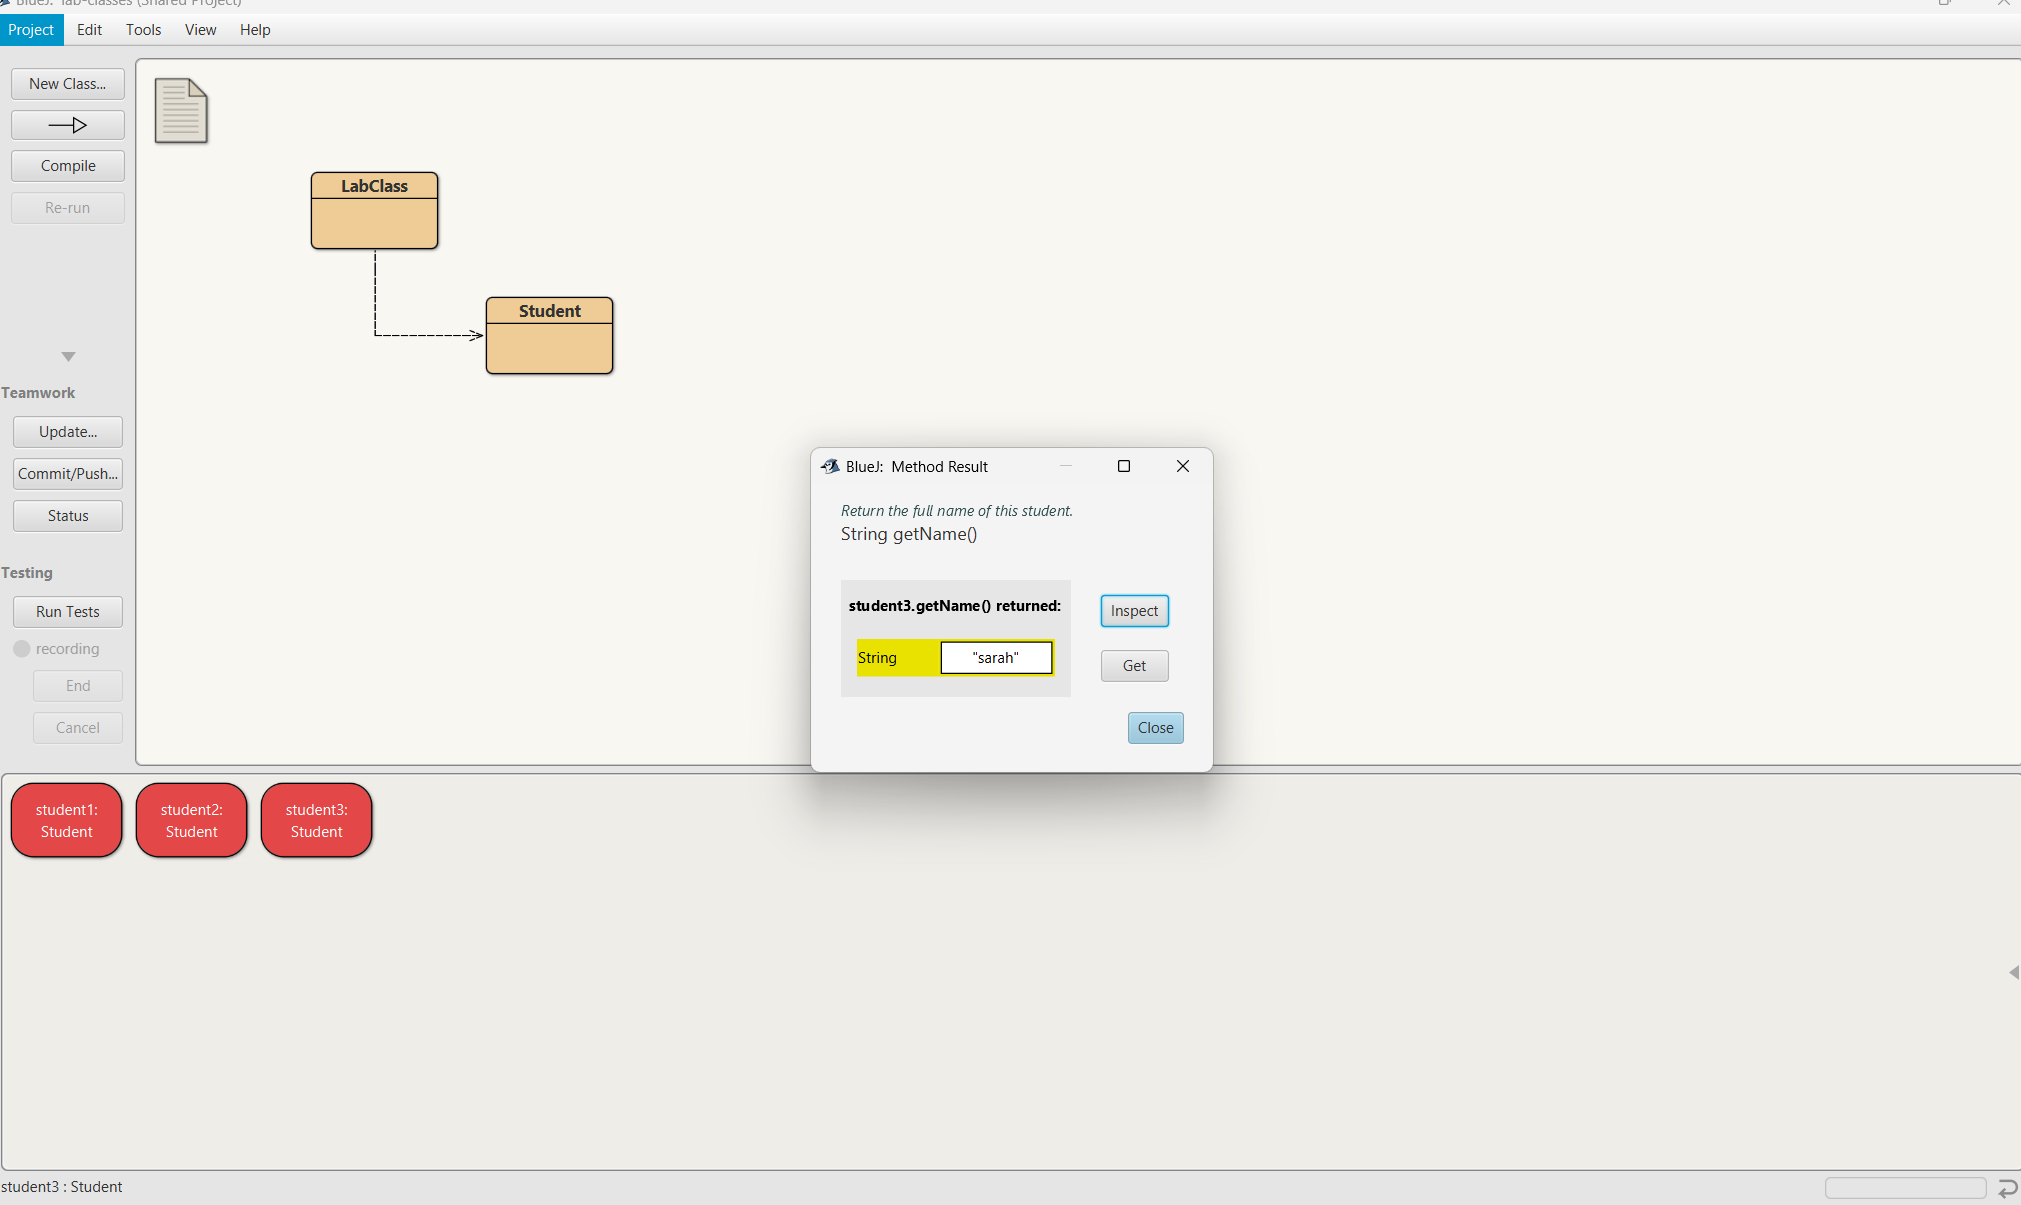 BlueJ: lab-classes (Shared Project)
Project Edit Tools View Help
New Class...
Compile
Re-run
LabClass
Student
Teamwork
Update...
Commit/Push...
Status
Testing
Run Tests
recording
End
Cancel
BlueJ: Method Result
Return the full name of this student.
String getName()
student3.getName() returned:
String "sarah"
Inspect
Get
Close
student1:
Student
student2:
Student
student3:
Student
student3 : Student